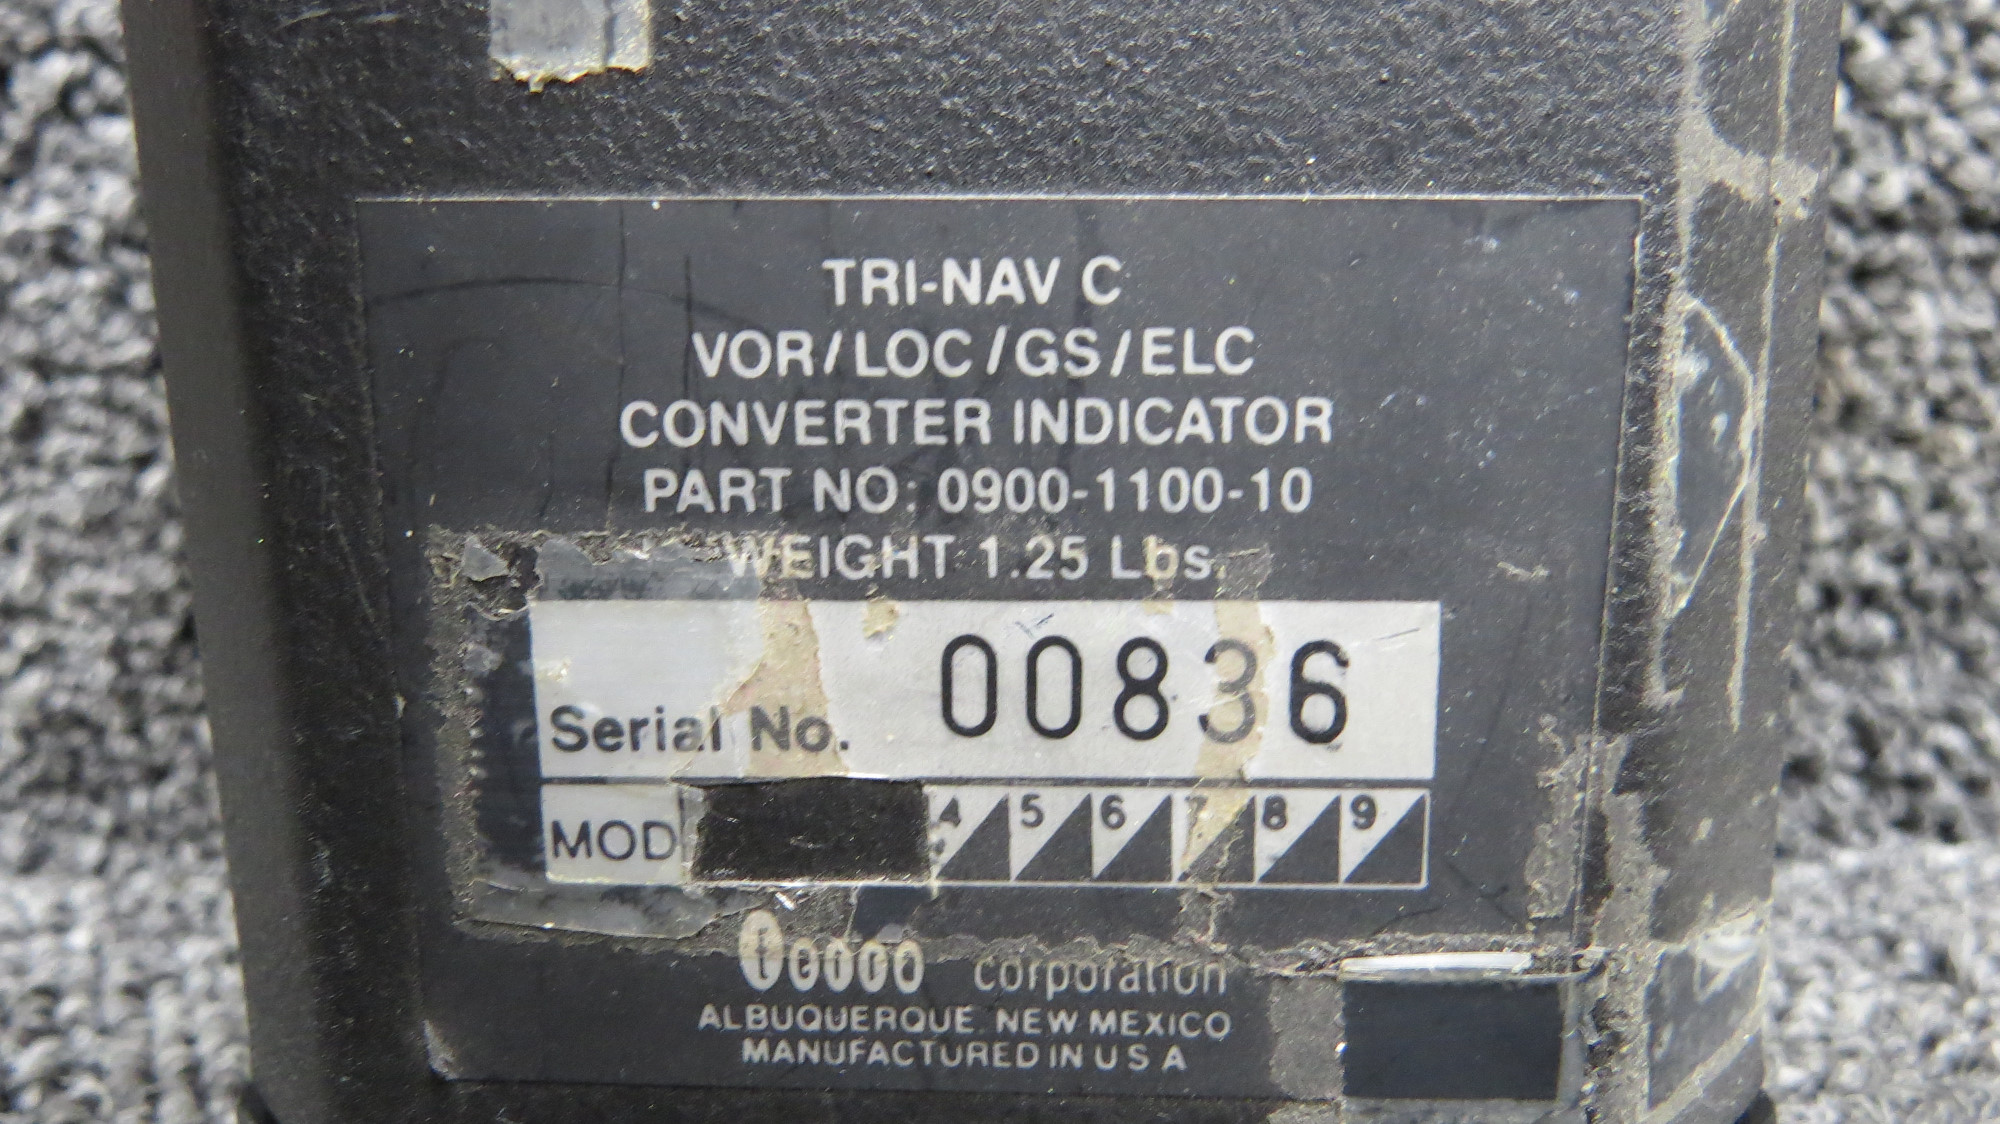 TRI-NAV C
VOR/LOC/GS/ELC
CONVERTER INDICATOR
PART NO: 0900-1100-10
WEIGHT 1.25 Lbs.
Serial No. 00836
MOD 4 5 6 7 8 9
corporation
ALBUQUERQUE, NEW MEXICO
MANUFACTURED IN U S A